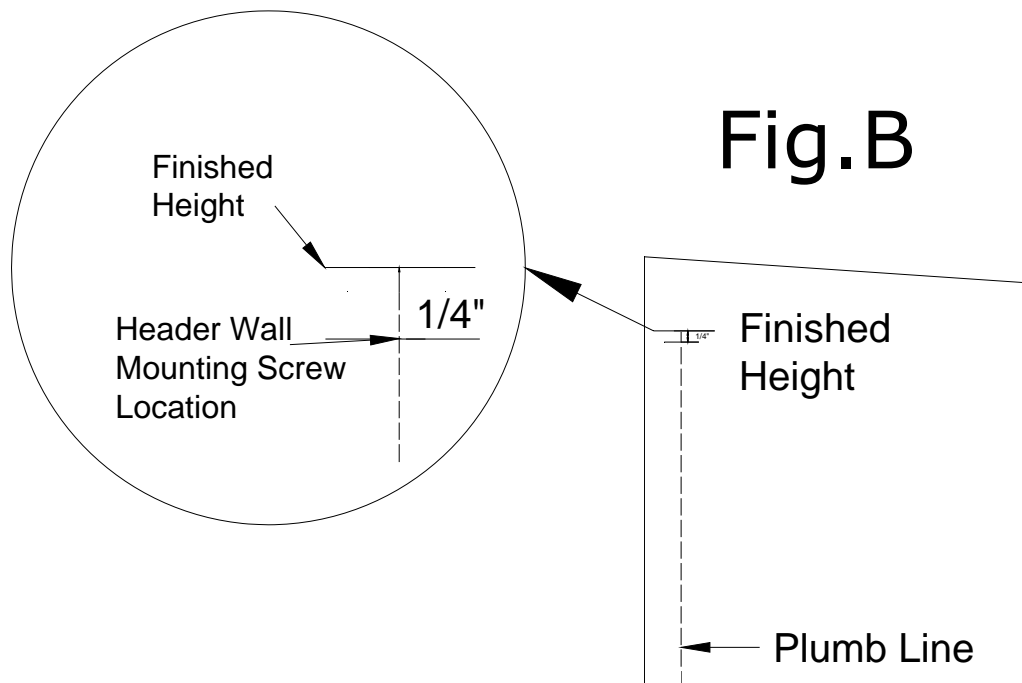 Fig.B
Finished
Height
1/4"
Header Wall
Mounting Screw
Location
1/4"
Finished
Height
Plumb Line